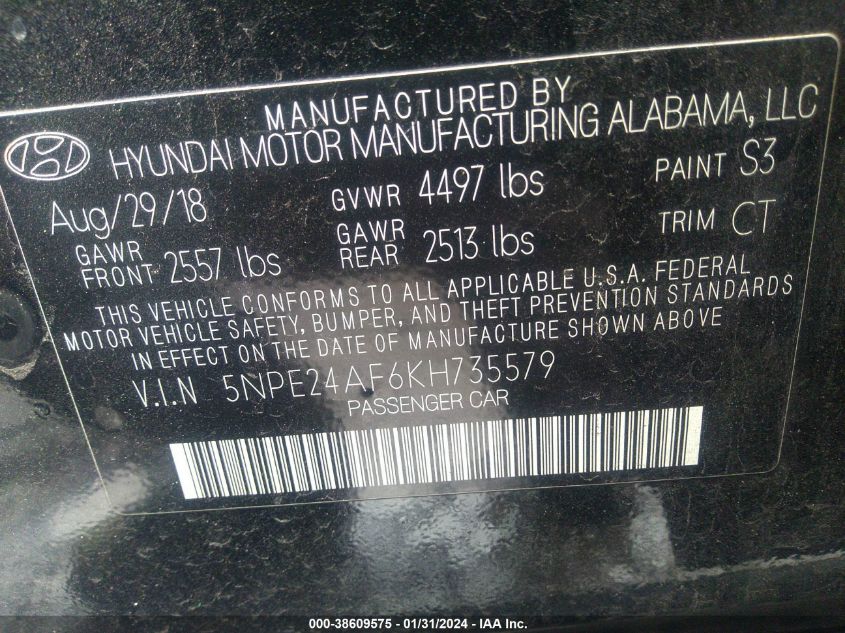 MANUFACTURED BY
HYUNDAI MOTOR MANUFACTURING ALABAMA, LLC
Aug/29/18 GVWR 4497 lbs PAINT S3
GAWR FRONT 2557 lbs GAWR REAR 2513 lbs TRIM CT
THIS VEHICLE CONFORMS TO ALL APPLICABLE U.S.A. FEDERAL
MOTOR VEHICLE SAFETY, BUMPER, AND THEFT PREVENTION STANDARDS
IN EFFECT ON THE DATE OF MANUFACTURE SHOWN ABOVE
V.I.N 5NPE24AF6KH735579
PASSENGER CAR
000-38609575 - 01/31/2024 - IAA Inc.